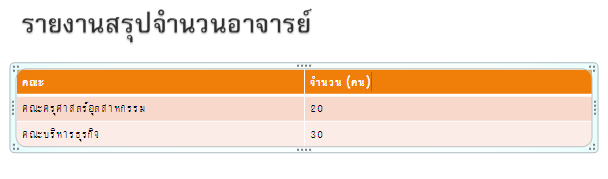 รายงานสรุปจำนวนอาจารย์
คณะ จำนวน (คน)
คณะครุศาสตร์อุตสาหกรรม 20
คณะบริหารธุรกิจ 30